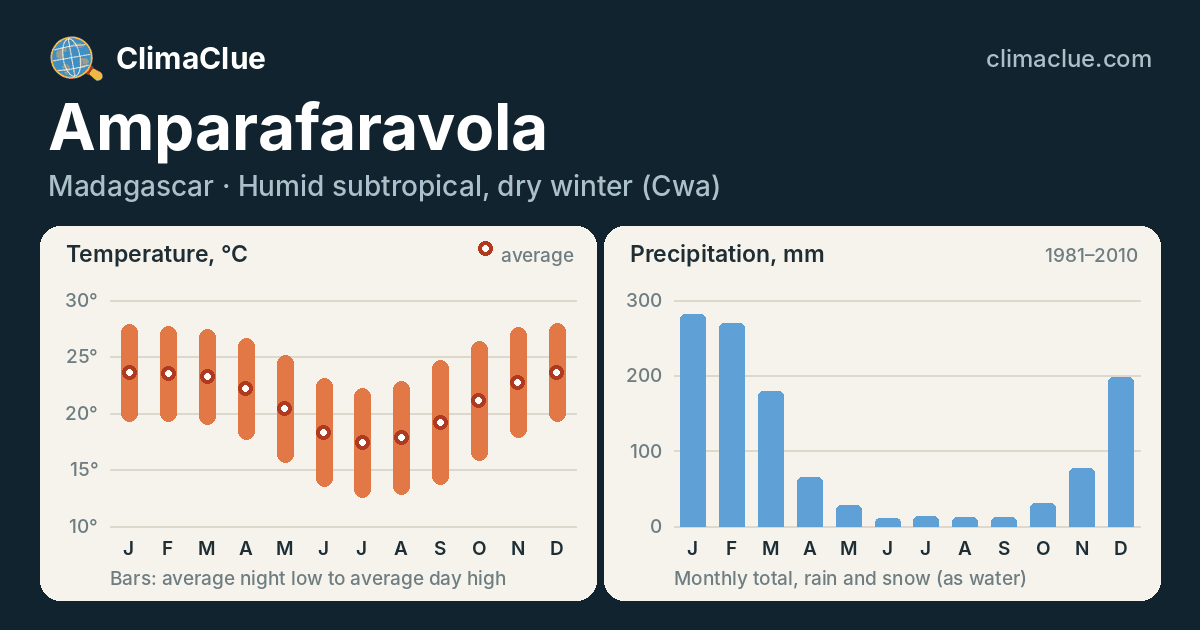 ClimaClue
climaclue.com
Amparafaravola
Madagascar · Humid subtropical, dry winter (Cwa)
Temperature, °C
average
30°
25°
20°
15°
10°
J F M A M J J A S O N D
Bars: average night low to average day high
Precipitation, mm
1981–2010
300
200
100
0
J F M A M J J A S O N D
Monthly total, rain and snow (as water)